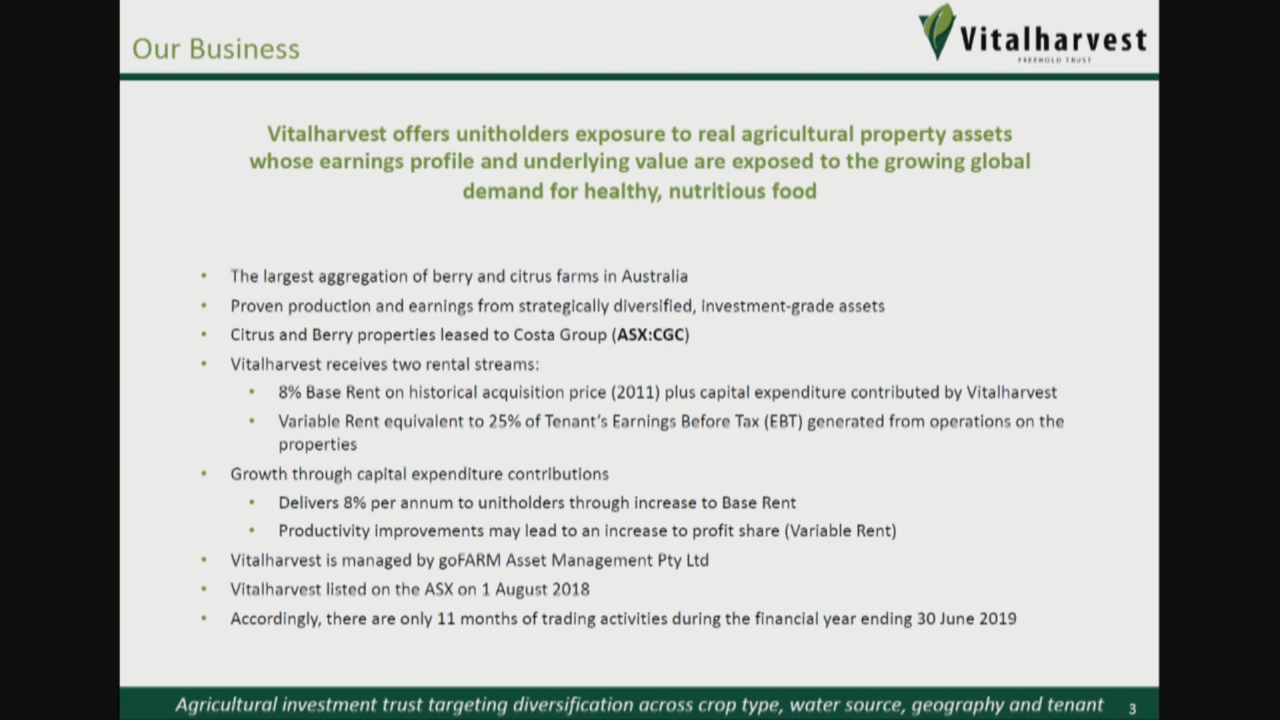 Our Business
Vitalharvest
FREEHOLD TRUST
Vitalharvest offers unitholders exposure to real agricultural property assets
whose earnings profile and underlying value are exposed to the growing global
demand for healthy, nutritious food
• The largest aggregation of berry and citrus farms in Australia
• Proven production and earnings from strategically diversified, investment-grade assets
• Citrus and Berry properties leased to Costa Group (ASX:CGC)
• Vitalharvest receives two rental streams:
• 8% Base Rent on historical acquisition price (2011) plus capital expenditure contributed by Vitalharvest
• Variable Rent equivalent to 25% of Tenant's Earnings Before Tax (EBT) generated from operations on the
properties
• Growth through capital expenditure contributions
• Delivers 8% per annum to unitholders through increase to Base Rent
• Productivity improvements may lead to an increase to profit share (Variable Rent)
• Vitalharvest is managed by goFARM Asset Management Pty Ltd
• Vitalharvest listed on the ASX on 1 August 2018
• Accordingly, there are only 11 months of trading activities during the financial year ending 30 June 2019
Agricultural investment trust targeting diversification across crop type, water source, geography and tenant 3